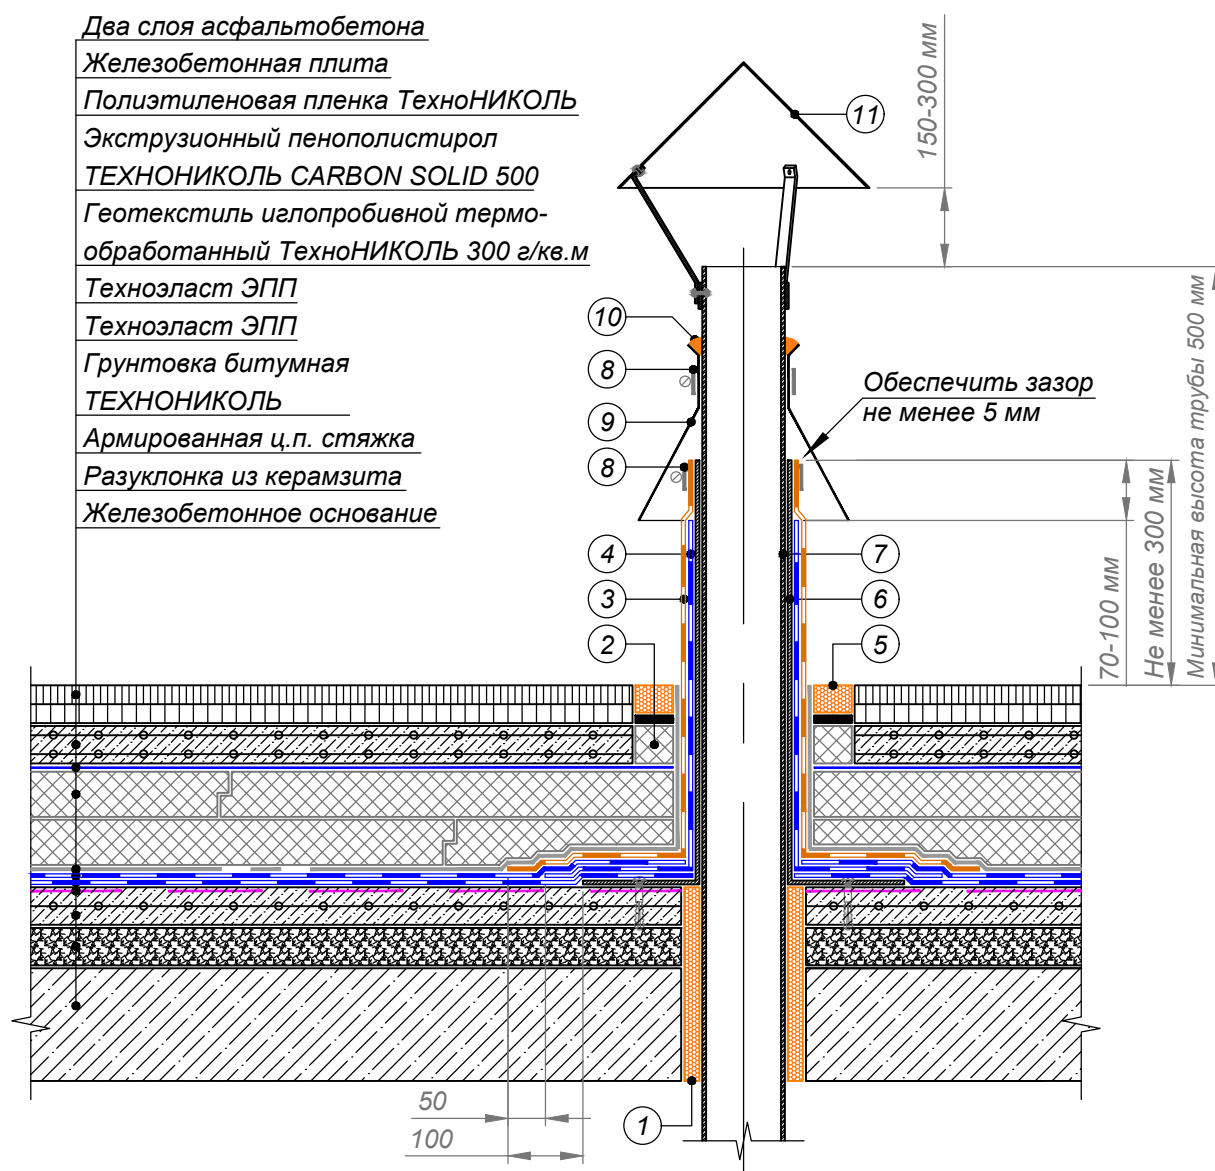 Два слоя асфальтобетона
Железобетонная плита
Полиэтиленовая пленка ТехноНИКОЛЬ
Экструзионный пенополистирол
ТЕХНОНИКОЛЬ CARBON SOLID 500
Геотекстиль иглопробивной термо-
обработанный ТехноНИКОЛЬ 300 г/кв.м
Техноэласт ЭПП
Техноэласт ЭПП
Грунтовка битумная
ТЕХНОНИКОЛЬ
Армированная ц.п. стяжка
Разуклонка из керамзита
Железобетонное основание
11
150-300 мм
10
8
9
8
Обеспечить зазор
не менее 5 мм
4
3
2
7
6
5
70-100 мм
Не менее 300 мм
Минимальная высота трубы 500 мм
50
100
1